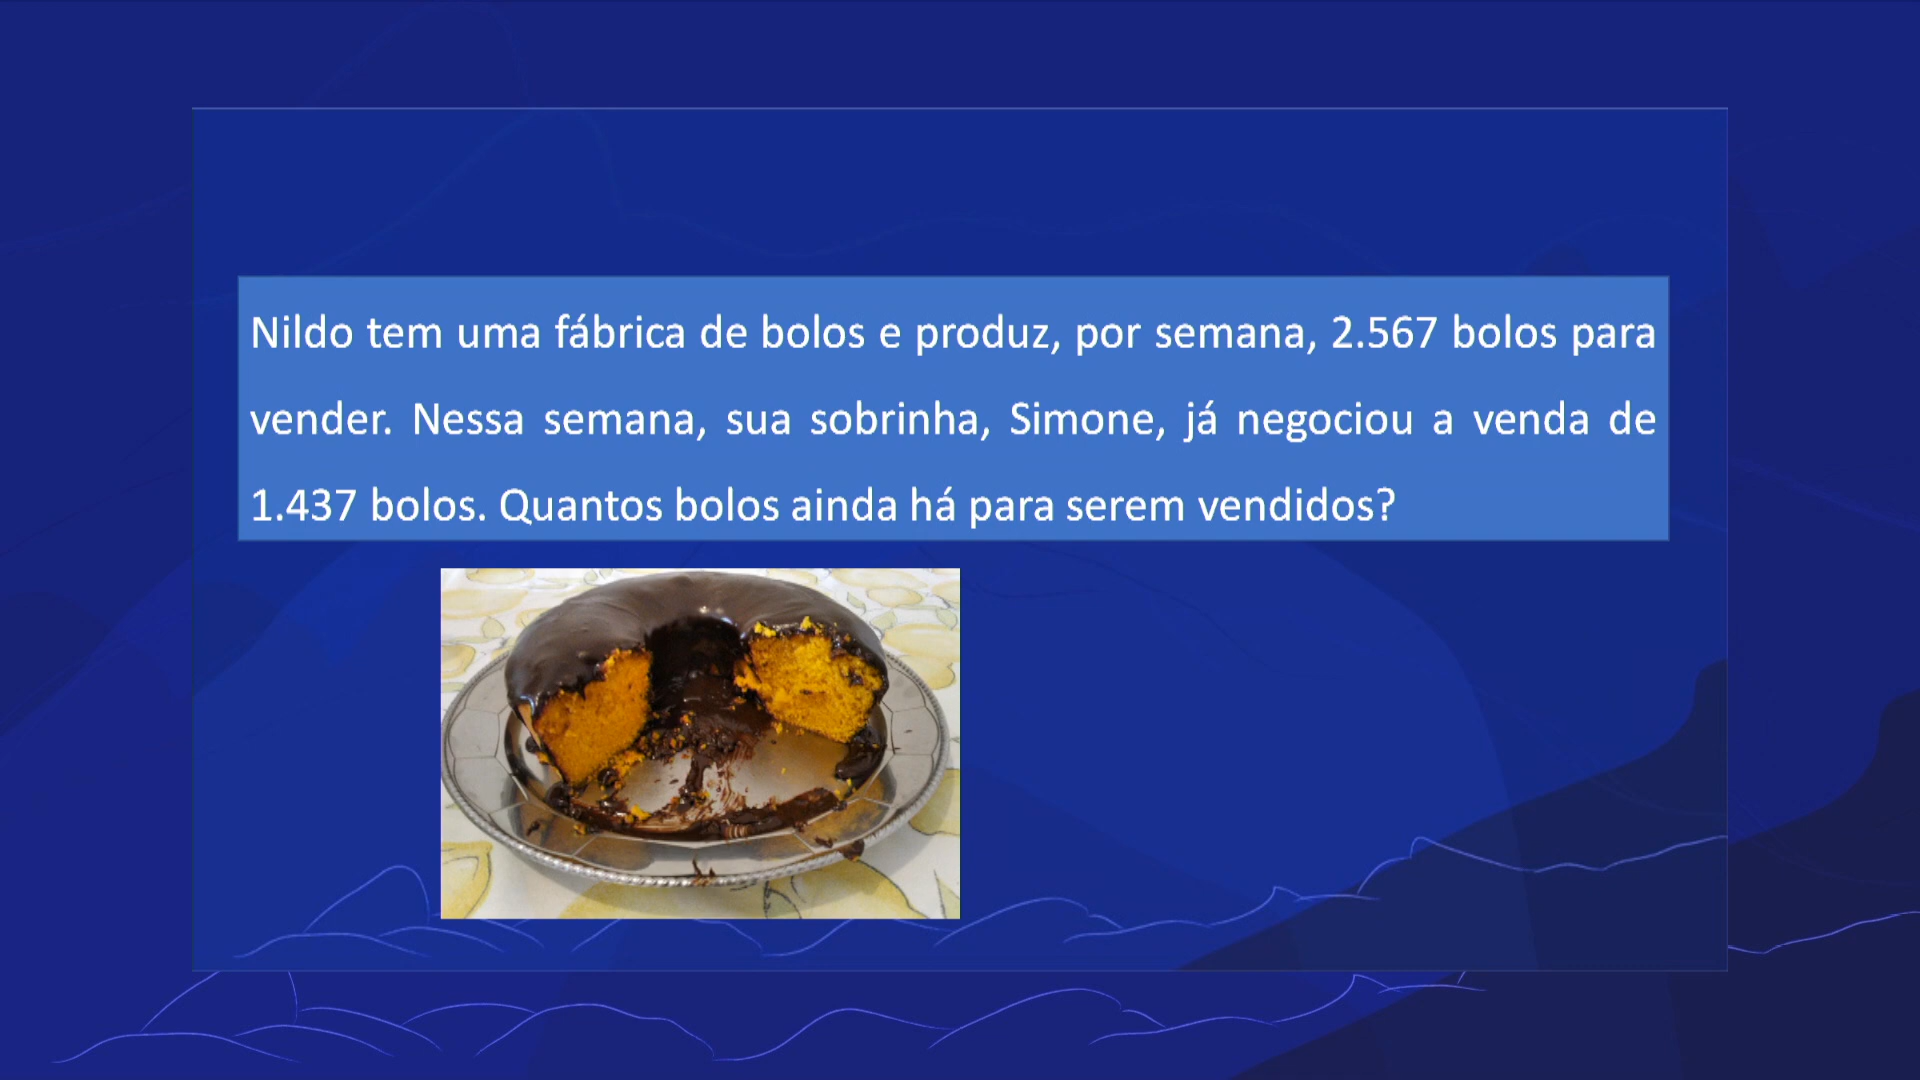 Nildo tem uma fábrica de bolos e produz, por semana, 2.567 bolos para
vender. Nessa semana, sua sobrinha, Simone, já negociou a venda de
1.437 bolos. Quantos bolos ainda há para serem vendidos?